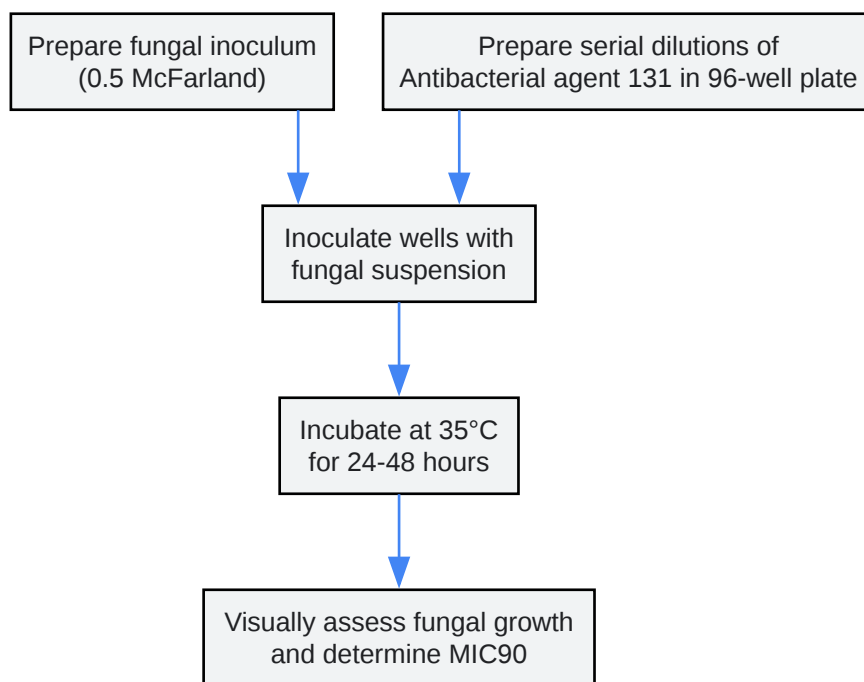 Prepare fungal inoculum
(0.5 McFarland)
Prepare serial dilutions of
Antibacterial agent 131 in 96-well plate
Inoculate wells with
fungal suspension
Incubate at 35°C
for 24-48 hours
Visually assess fungal growth
and determine MIC90